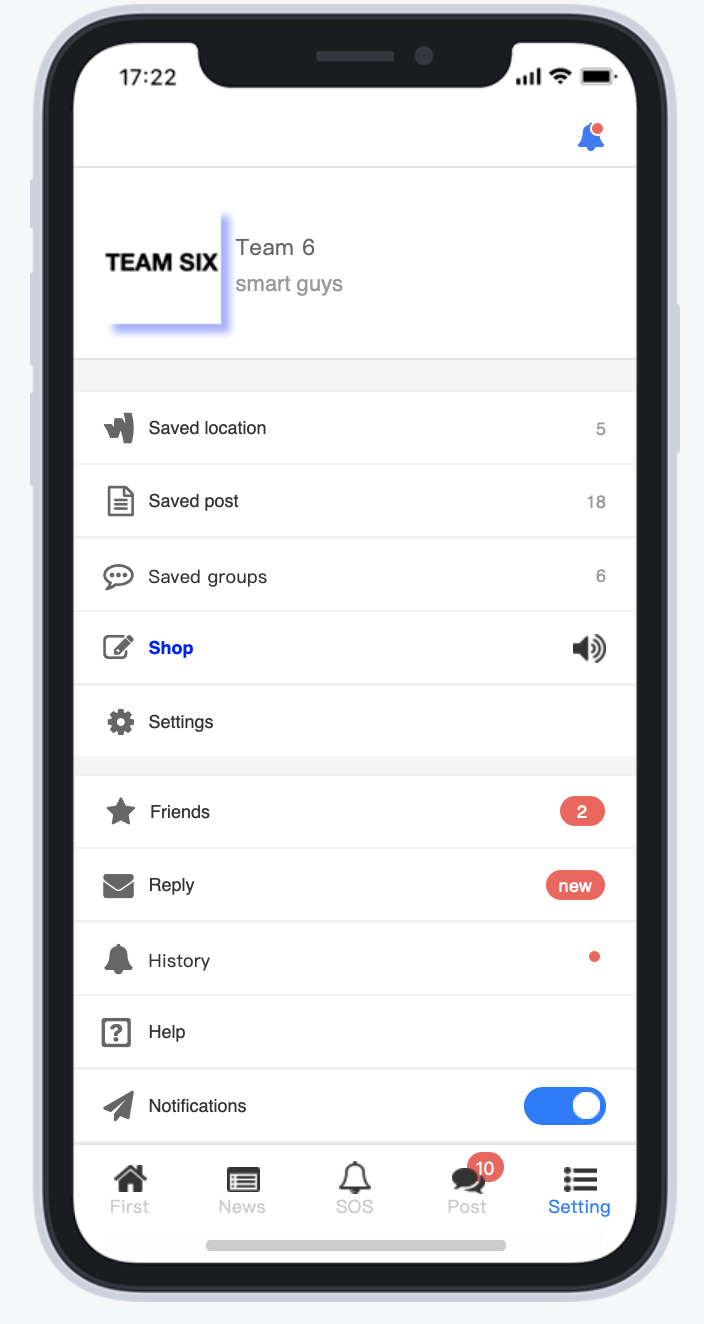 17:22
TEAM SIX
Team 6
smart guys
Saved location 5
Saved post 18
Saved groups 6
Shop
Settings
Friends 2
Reply new
History
Help
Notifications
10
First News SOS Post Setting